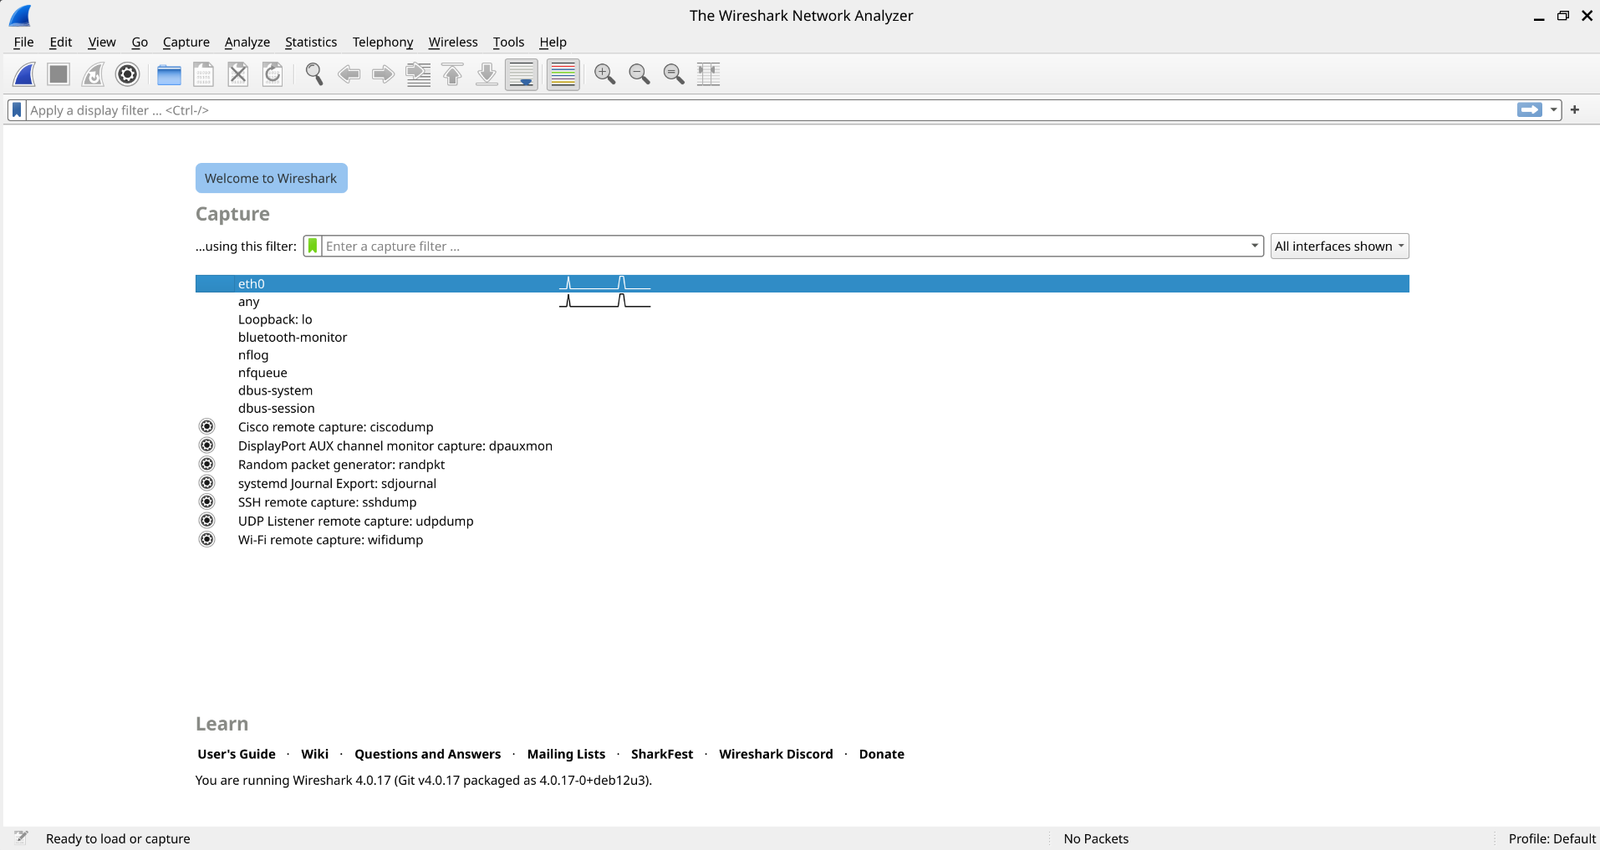 The Wireshark Network Analyzer
File Edit View Go Capture Analyze Statistics Telephony Wireless Tools Help
Apply a display filter ... <Ctrl-/>
Welcome to Wireshark
Capture
...using this filter: Enter a capture filter ... All interfaces shown
eth0
any
Loopback: lo
bluetooth-monitor
nflog
nfqueue
dbus-system
dbus-session
Cisco remote capture: ciscodump
DisplayPort AUX channel monitor capture: dpauxmon
Random packet generator: randpkt
systemd Journal Export: sdjournal
SSH remote capture: sshdump
UDP Listener remote capture: udpdump
Wi-Fi remote capture: wifidump
Learn
User's Guide · Wiki · Questions and Answers · Mailing Lists · SharkFest · Wireshark Discord · Donate
You are running Wireshark 4.0.17 (Git v4.0.17 packaged as 4.0.17-0+deb12u3).
Ready to load or capture No Packets Profile: Default